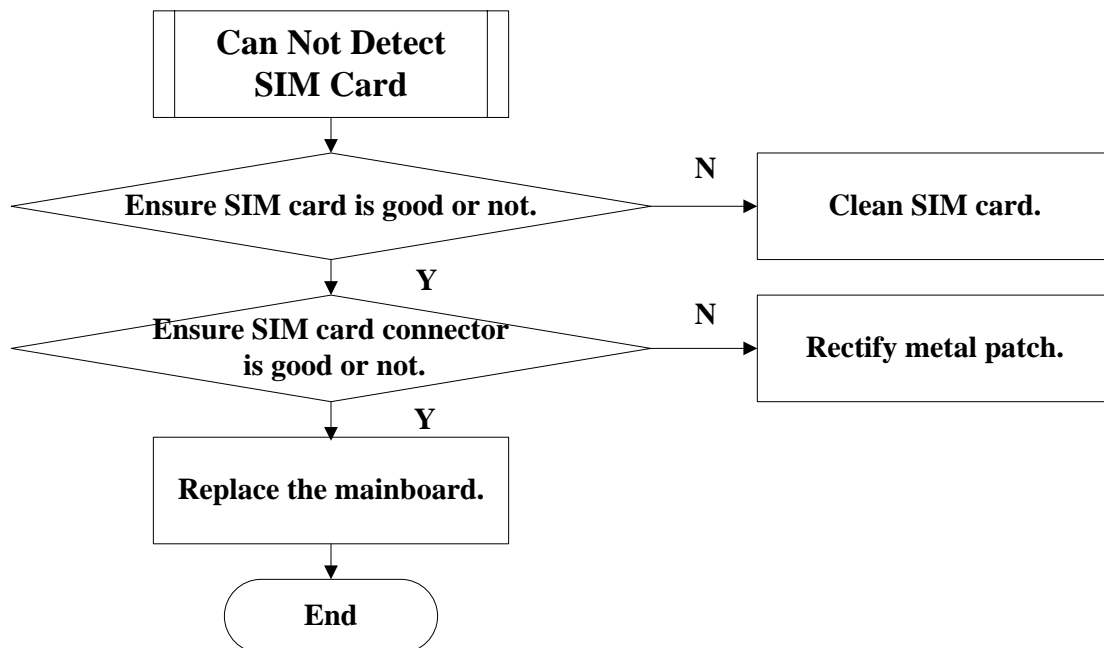 Can Not Detect
SIM Card
N
Ensure SIM card is good or not.
Clean SIM card.
Y
N
Ensure SIM card connector
is good or not.
Rectify metal patch.
Y
Replace the mainboard.
End